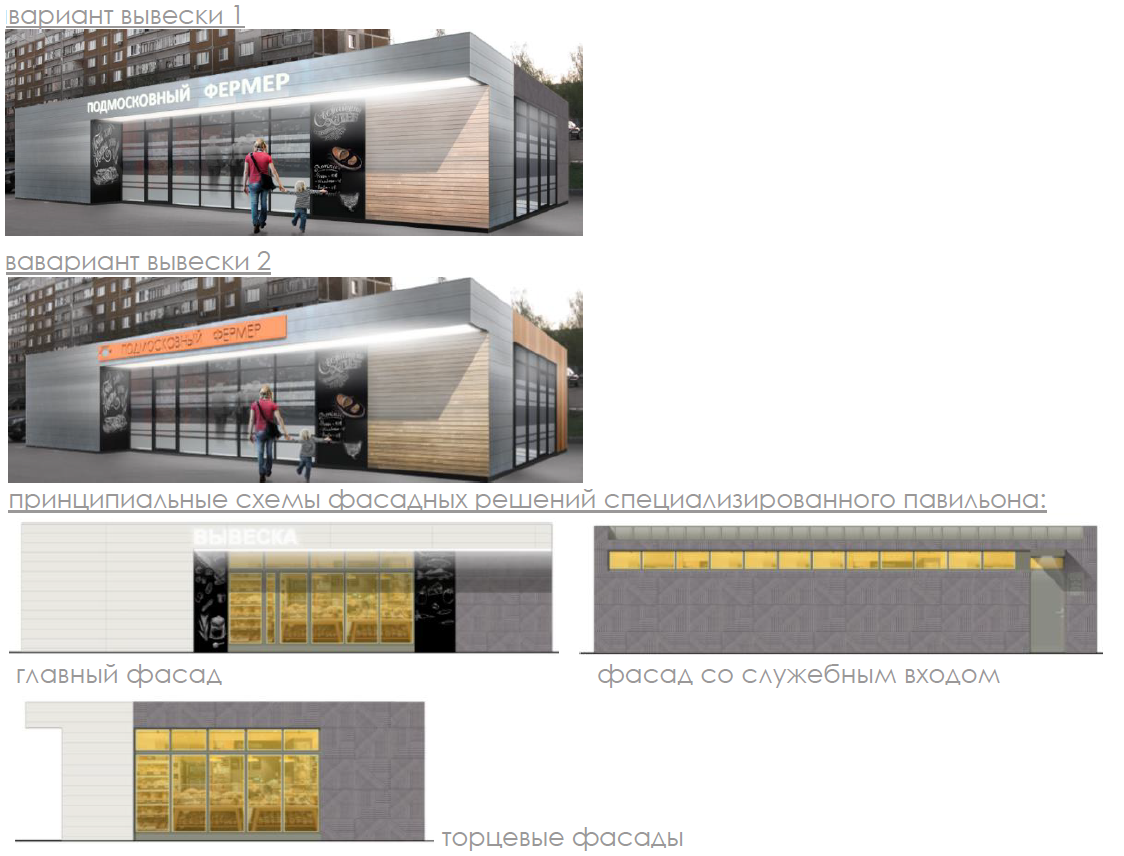 вариант вывески 1
ПОДМОСКОВНЫЙ ФЕРМЕР
вавариант вывески 2
ПОДМОСКОВНЫЙ ФЕРМЕР
принципиальные схемы фасадных решений специализированного павильона:
ВЫВЕСКА
главный фасад
фасад со служебным входом
торцевые фасады